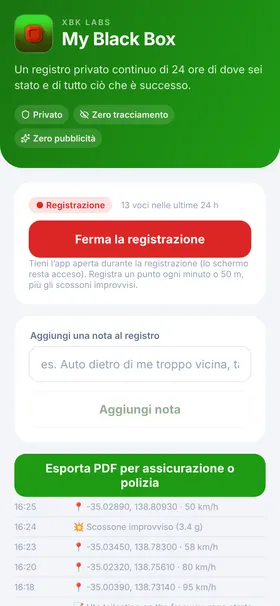 XBK LABS
My Black Box
Un registro privato continuo di 24 ore di dove sei
stato e di tutto ciò che è successo.
Privato
Zero tracciamento
Zero pubblicità
Registrazione
13 voci nelle ultime 24 h
Ferma la registrazione
Tieni l'app aperta durante la registrazione (lo schermo
resta acceso). Registra un punto ogni minuto o 50 m,
più gli scossoni improvvisi.
Aggiungi una nota al registro
es. Auto dietro di me troppo vicina, ta
Aggiungi nota
Esporta PDF per assicurazione o
polizia
16:25 📍 -35.02890, 138.80930 · 50 km/h
16:24 💥 Scossone improvviso (3.4 g)
16:23 📍 -35.03450, 138.78300 · 58 km/h
16:20 📍 -35.02320, 138.75610 · 80 km/h
16:18 📍 -35.00390, 138.73140 · 95 km/h